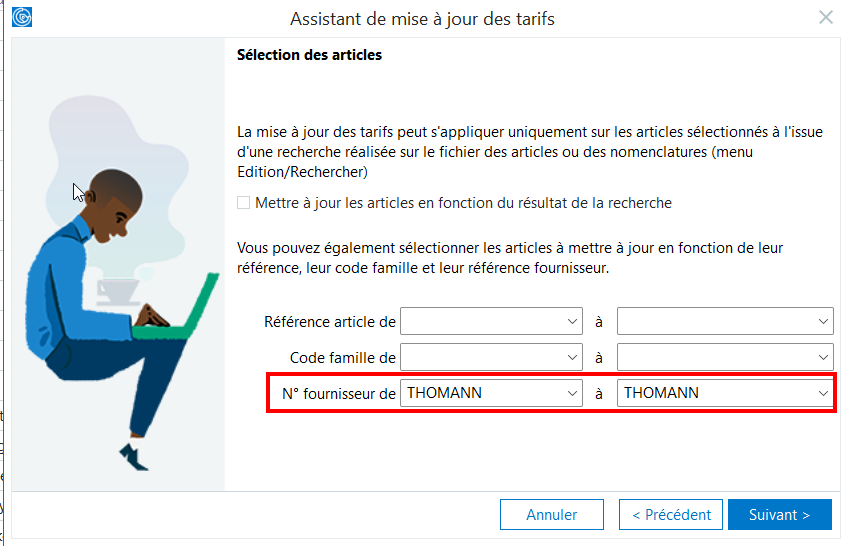 Assistant de mise à jour des tarifs
Sélection des articles
La mise à jour des tarifs peut s'appliquer uniquement sur les articles sélectionnés à l'issue
d'une recherche réalisée sur le fichier des articles ou des nomenclatures (menu
Edition/Rechercher)
Mettre à jour les articles en fonction du résultat de la recherche
Vous pouvez également sélectionner les articles à mettre à jour en fonction de leur
référence, leur code famille et leur référence fournisseur.
Référence article de à
Code famille de à
N° fournisseur de THOMANN à THOMANN
Annuler < Précédent Suivant >